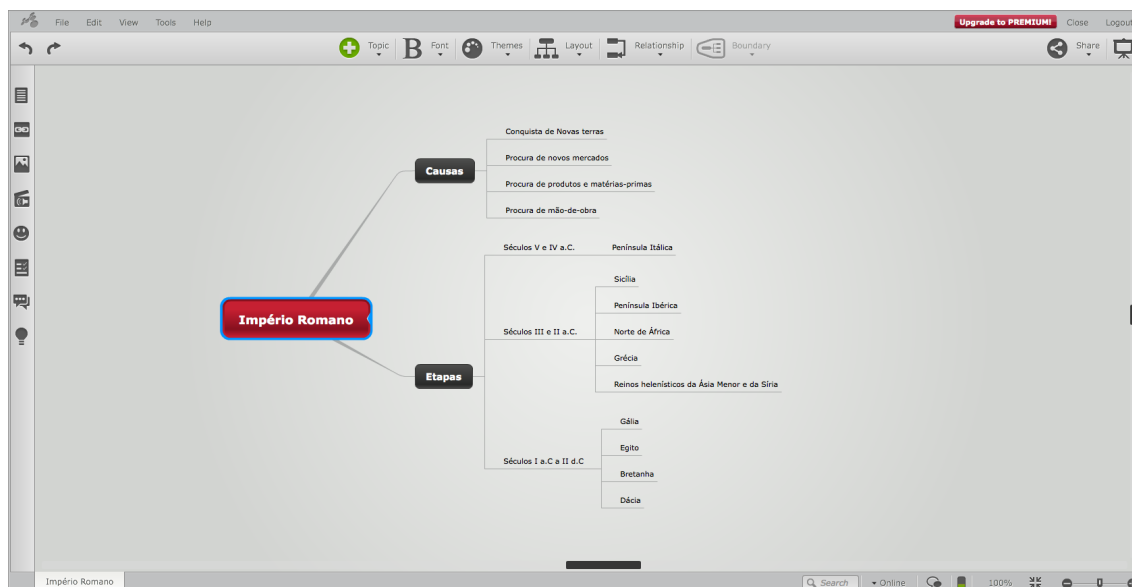 File Edit View Tools Help Upgrade to PREMIUM! Close Logout
Topic Font Themes Layout Relationship Boundary Share
Conquista de Novas terras
Procura de novos mercados
Causas
Procura de produtos e matérias-primas
Procura de mão-de-obra
Séculos V e IV a.C. Península Itálica
Sicília
Península Ibérica
Império Romano
Séculos III e II a.C. Norte de África
Grécia
Etapas
Reinos helenísticos da Ásia Menor e da Síria
Gália
Egito
Séculos I a.C a II d.C
Bretanha
Dácia
Império Romano Search Online 100%